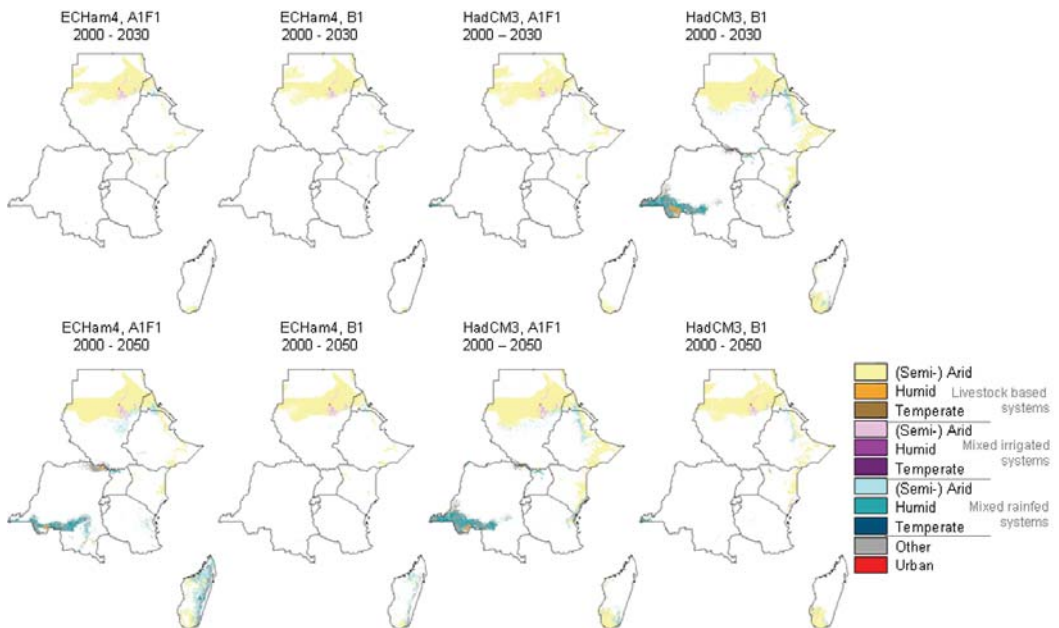 ECHam4, A1F1
2000 - 2030
ECHam4, B1
2000 - 2030
HadCM3, A1F1
2000 – 2030
HadCM3, B1
2000 - 2030
ECHam4, A1F1
2000 - 2050
ECHam4, B1
2000 - 2050
HadCM3, A1F1
2000 – 2050
HadCM3, B1
2000 - 2050
(Semi-) Arid
Humid
Temperate
Livestock based
systems
(Semi-) Arid
Humid
Temperate
Mixed irrigated
systems
(Semi-) Arid
Humid
Temperate
Mixed rainfed
systems
Other
Urban